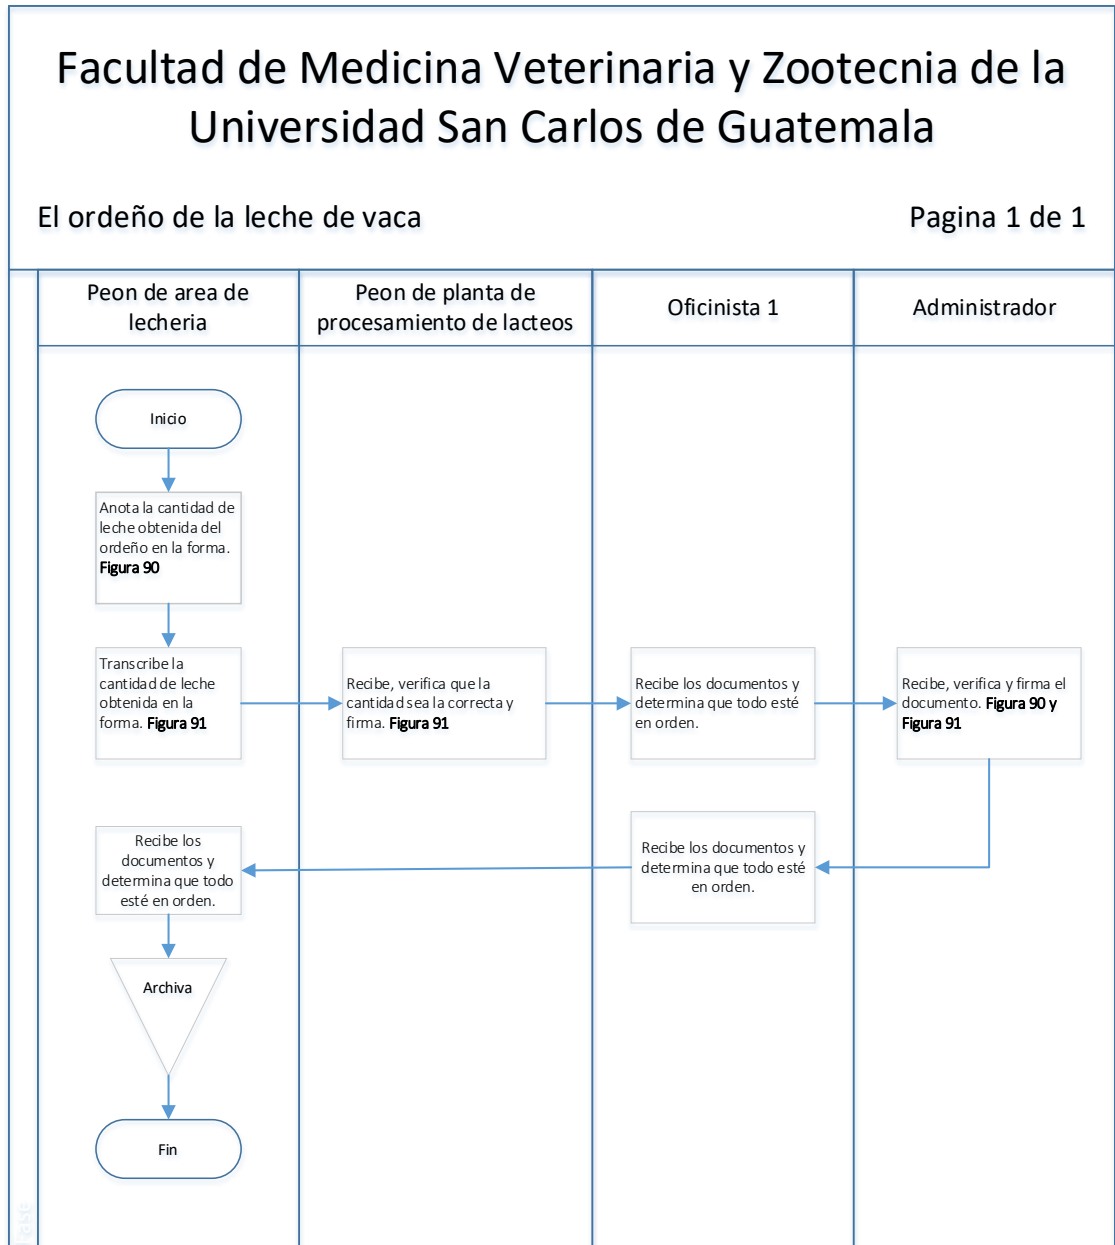 Facultad de Medicina Veterinaria y Zootecnia de la
Universidad San Carlos de Guatemala
El ordeño de la leche de vaca
Pagina 1 de 1
Peon de area de
lecheria
Peon de planta de
procesamiento de lacteos
Oficinista 1
Administrador
Inicio
Anota la cantidad de
leche obtenida del
ordeño en la forma.
Figura 90
Transcribe la
cantidad de leche
obtenida en la
forma. Figura 91
Recibe, verifica que la
cantidad sea la correcta y
firma. Figura 91
Recibe los documentos y
determina que todo esté
en orden.
Recibe, verifica y firma el
documento. Figura 90 y
Figura 91
Recibe los documentos y
determina que todo esté
en orden.
Recibe los
documentos y
determina que todo
esté en orden.
Archiva
Fin
Fase